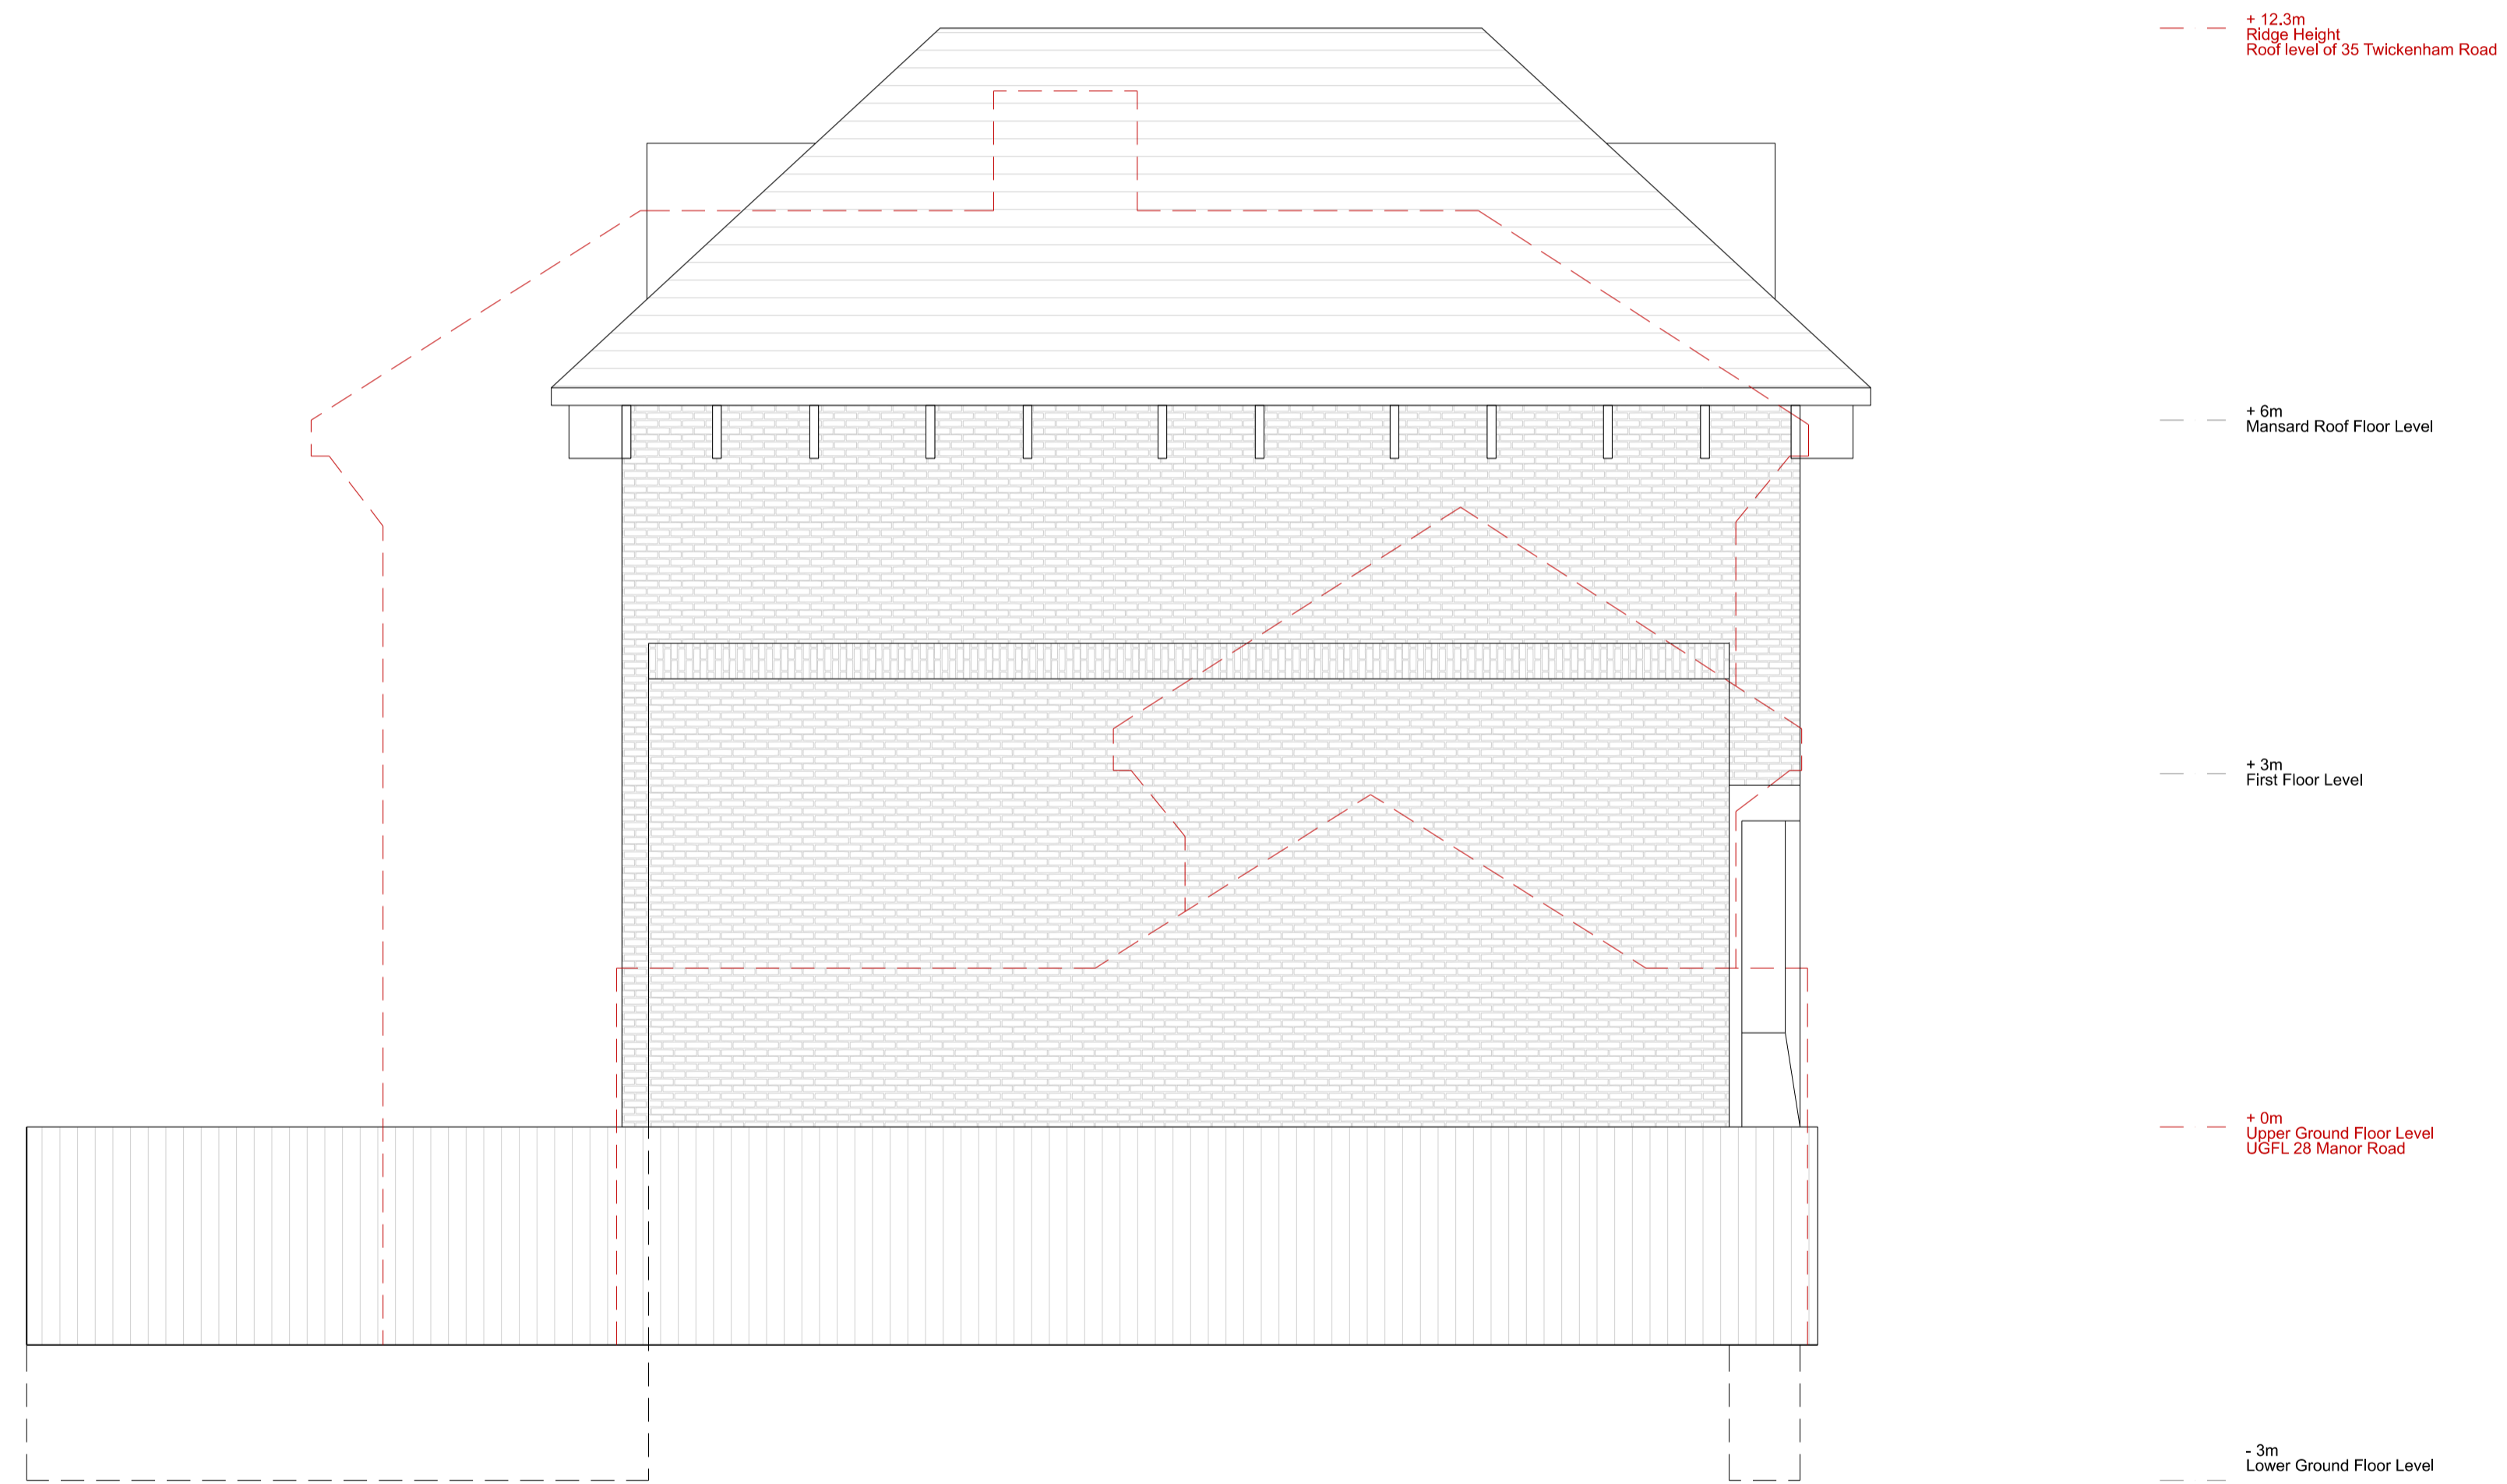 + 12.3m
Ridge Height
Roof level of 35 Twickenham Road
+ 6m
Mansard Roof Floor Level
+ 3m
First Floor Level
+ 0m
Upper Ground Floor Level
UGFL 28 Manor Road
- 3m
Lower Ground Floor Level